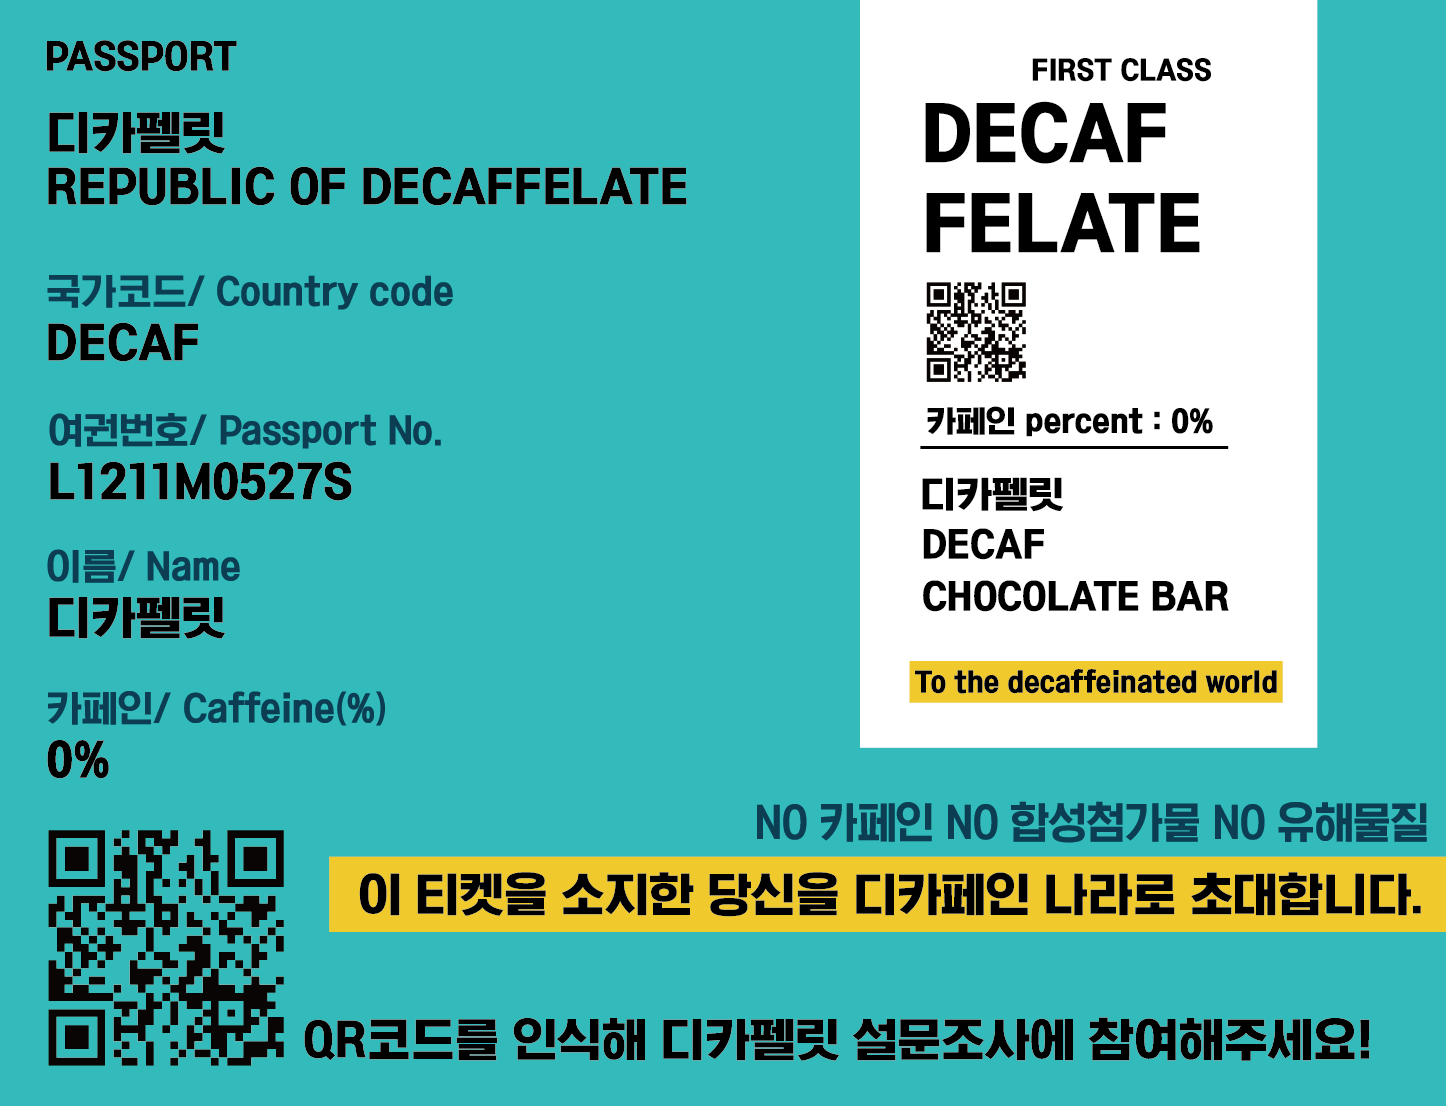 PASSPORT
디카펠릿
REPUBLIC OF DECAFFELATE
국가코드/ Country code
DECAF
여권번호/ Passport No.
L1211M0527S
이름/ Name
디카펠릿
카페인/ Caffeine(%)
0%
FIRST CLASS
DECAF
FELATE
카페인 percent : 0%
디카펠릿
DECAF
CHOCOLATE BAR
To the decaffeinated world
NO 카페인 NO 합성첨가물 NO 유해물질
이 티켓을 소지한 당신을 디카페인 나라로 초대합니다.
QR코드를 인식해 디카펠릿 설문조사에 참여해주세요!